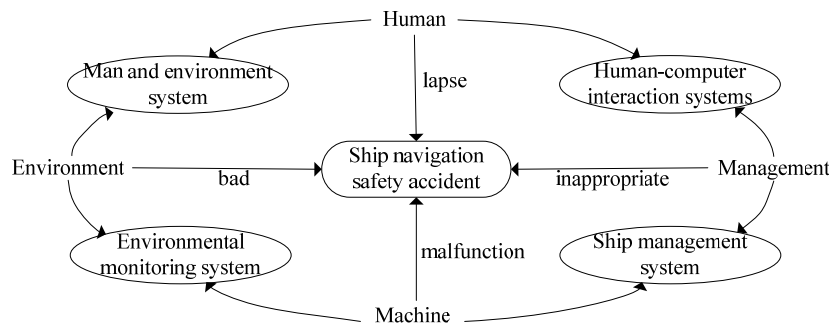 Human
Man and environment
system
lapse
Human-computer
interaction systems
Environment
bad
Ship navigation
safety accident
inappropriate
Management
Environmental
monitoring system
malfunction
Ship management
system
Machine